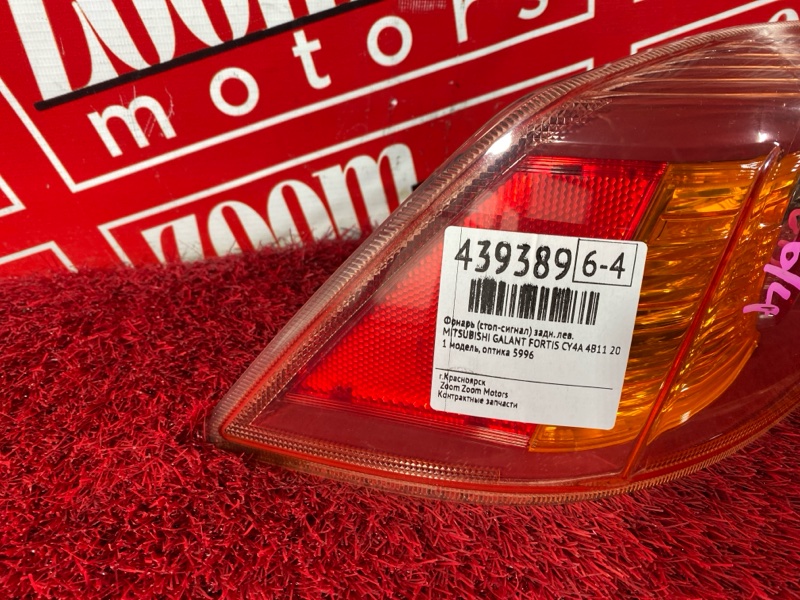 zoom
motors
zoom
439389 6-4
Фонарь (стоп-сигнал) задн. лев.
MITSUBISHI GALANT FORTIS CY4A 4B11 20
1 модель, оптика 5996
г.Красноярск
Zoom Zoom Motors
Контрактные запчасти